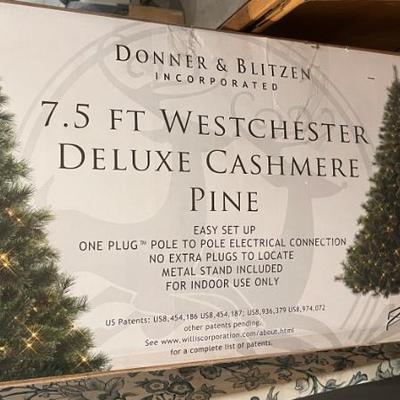 DONNER & BLITZEN
INCORPORATED
7.5 FT WESTCHESTER
DELUXE CASHMERE
PINE
EASY SET UP
ONE PLUG™ POLE TO POLE ELECTRICAL CONNECTION
NO EXTRA PLUGS TO LOCATE
METAL STAND INCLUDED
FOR INDOOR USE ONLY
US Patents: US8,454,186 US8,454,187; US8,936,379 US8,974,072
other patents pending.
See www.williscorporation.com/about.html
for a complete list of patents.